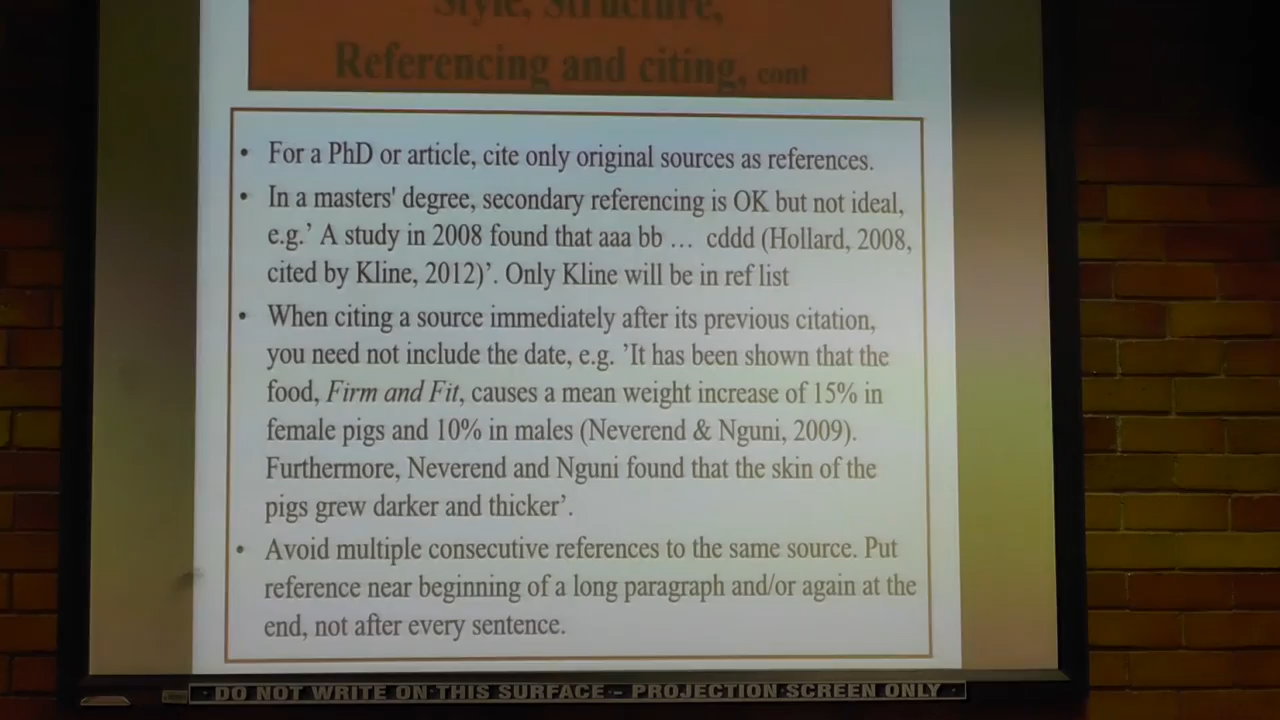 Style, Structure,
Referencing and citing, cont
• For a PhD or article, cite only original sources as references.
• In a masters' degree, secondary referencing is OK but not ideal,
e.g.’ A study in 2008 found that aaa bb … cddd (Hollard, 2008,
cited by Kline, 2012)’. Only Kline will be in ref list
• When citing a source immediately after its previous citation,
you need not include the date, e.g. ’It has been shown that the
food, Firm and Fit, causes a mean weight increase of 15% in
female pigs and 10% in males (Neverend & Nguni, 2009).
Furthermore, Neverend and Nguni found that the skin of the
pigs grew darker and thicker’.
• Avoid multiple consecutive references to the same source. Put
reference near beginning of a long paragraph and/or again at the
end, not after every sentence.
· DO NOT WRITE ON THIS SURFACE – PROJECTION SCREEN ONLY ·